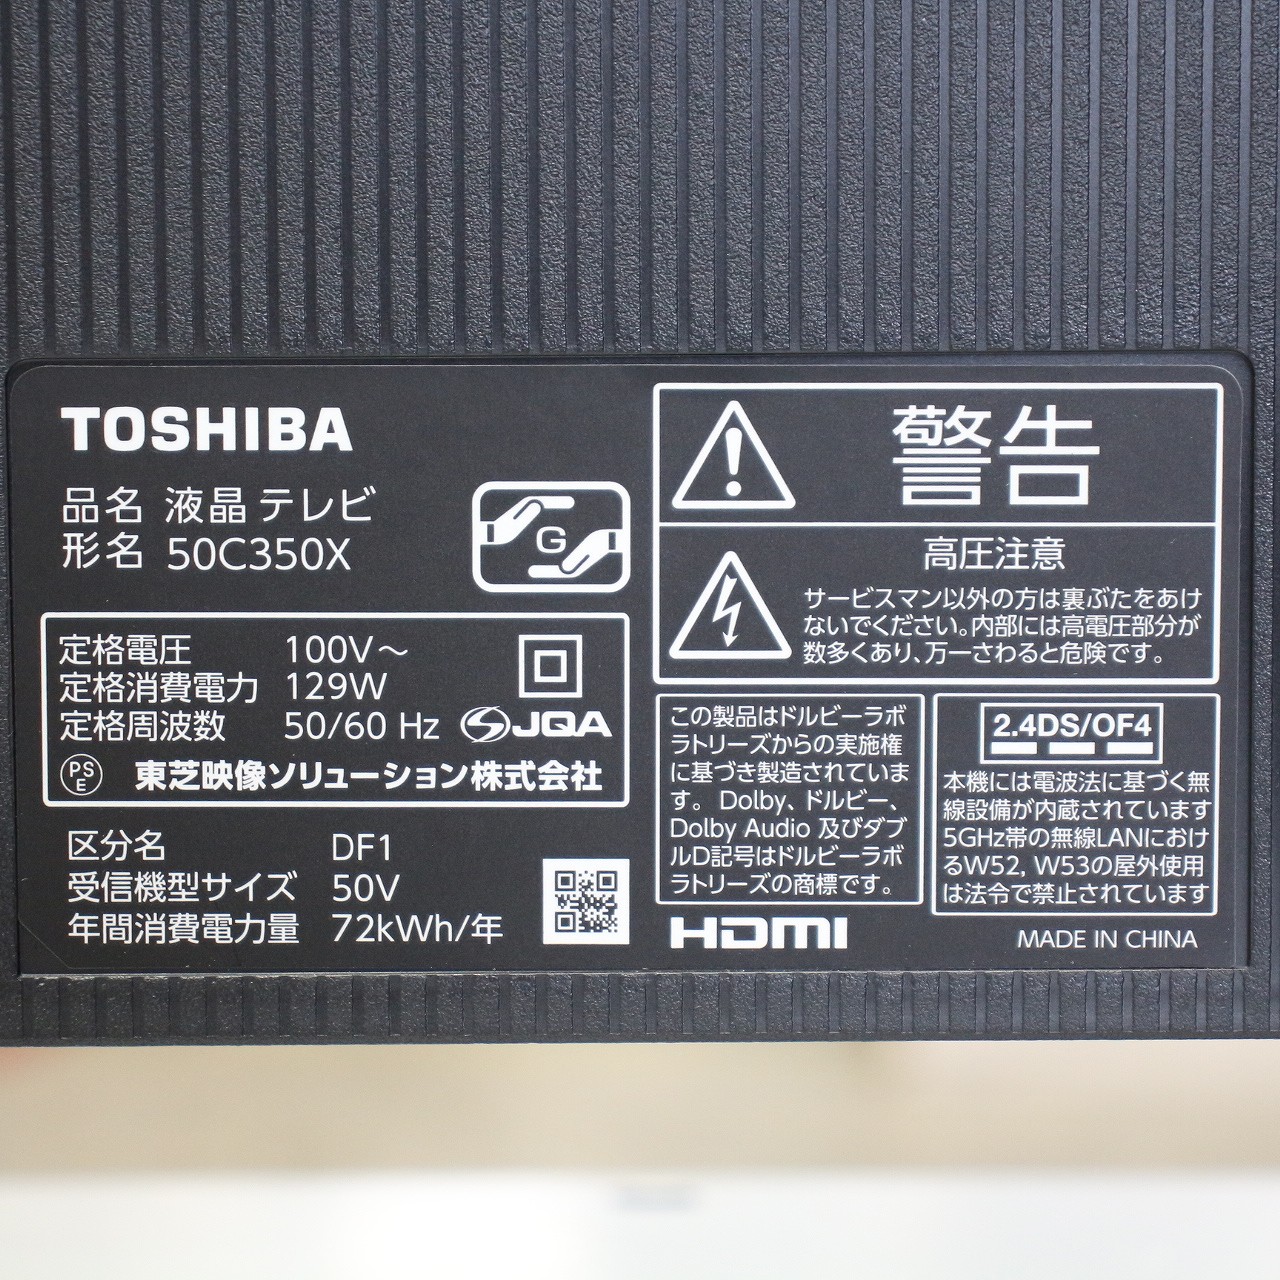 TOSHIBA
品名 液晶 テレビ
形名 50C350X
G
定格電圧 100V～
定格消費電力 129W
定格周波数 50/60 Hz JQA
PSE 東芝映像ソリューション株式会社
区分名 DF1
受信機型サイズ 50V
年間消費電力量 72kWh/年
警告
高圧注意
サービスマン以外の方は裏ぶたをあけ
ないでください。内部には高電圧部分が
数多くあり、万一さわると危険です。
この製品はドルビーラボ
ラトリーズからの実施権
に基づき製造されていま
す。Dolby、ドルビー、
Dolby Audio 及びダブ
ルD記号はドルビーラボ
ラトリーズの商標です。
HDMI
2.4DS/OF4
本機には電波法に基づく無
線設備が内蔵されています
5GHz帯の無線LANにおけ
るW52, W53の屋外使用
は法令で禁止されています
MADE IN CHINA